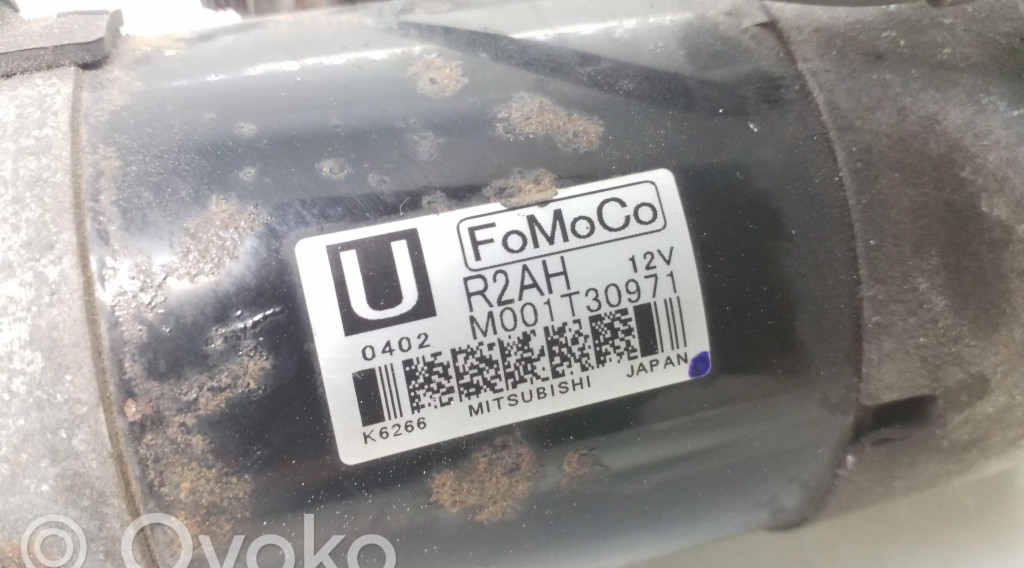 U
FoMoCo
R2AH 12V
M001T30971
0402
MITSUBISHI JAPAN
K6266
Ovoko